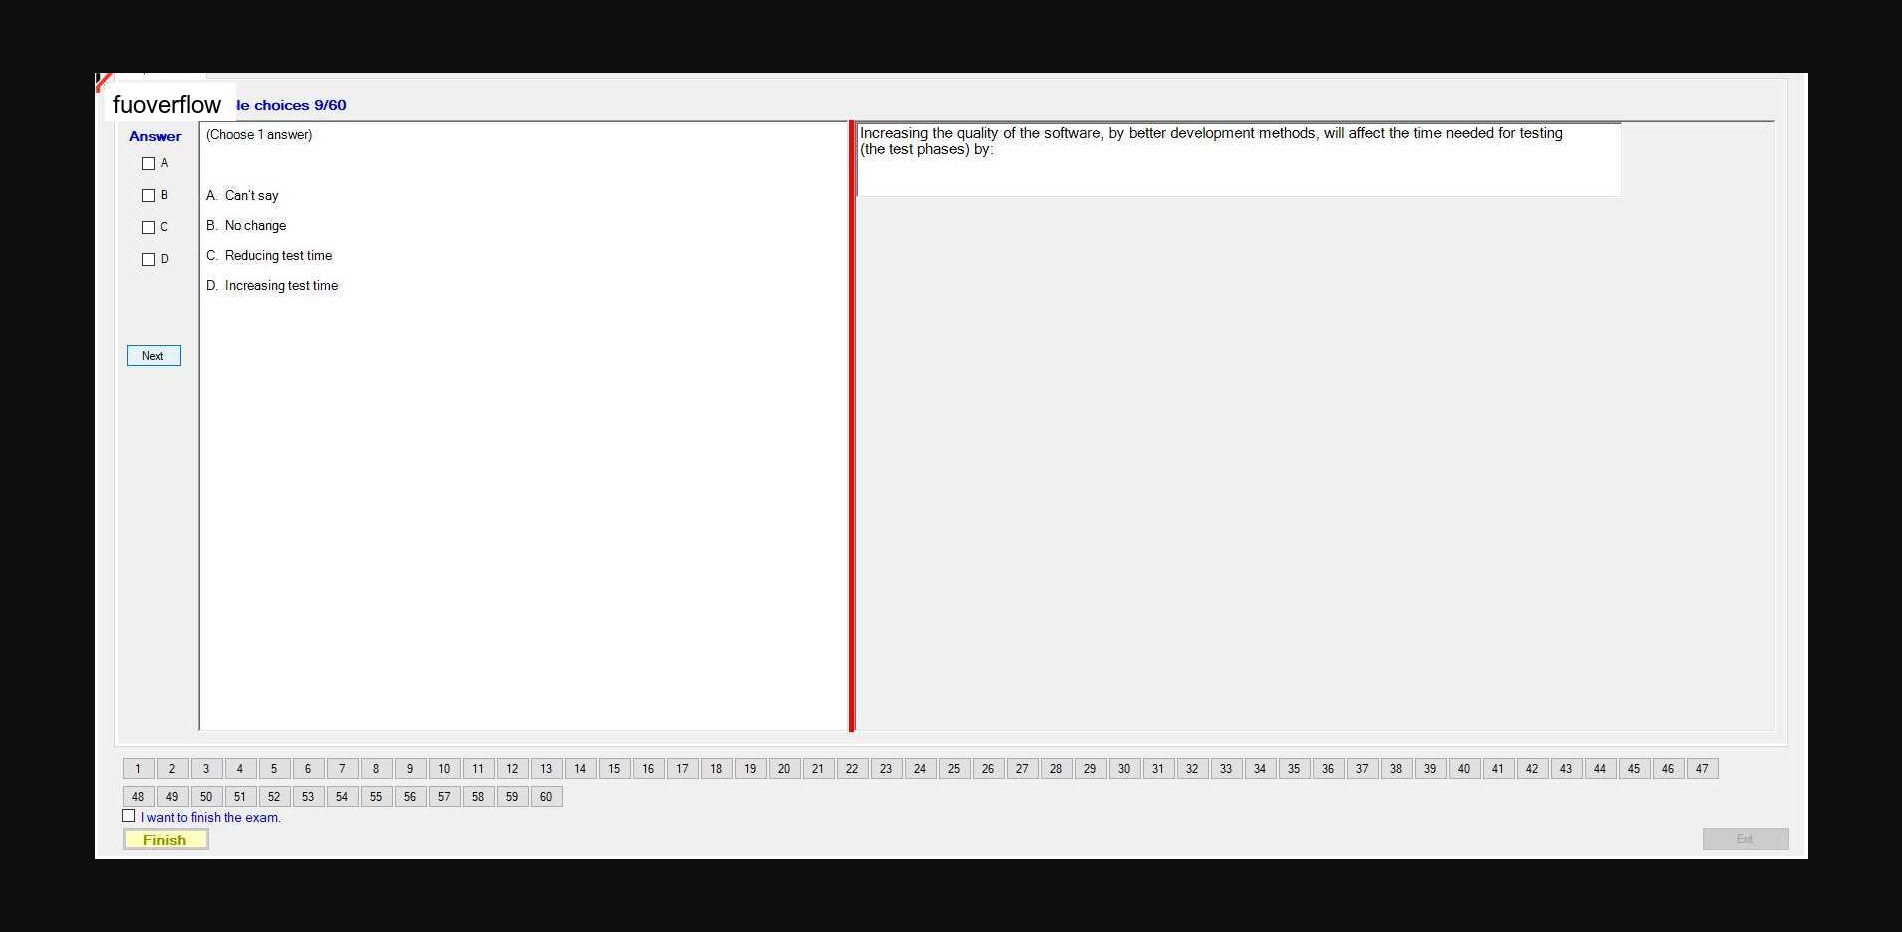 fuoverflow
le choices 9/60
Answer
A
B
C
D
Next
(Choose 1 answer)
A. Can't say
B. No change
C. Reducing test time
D. Increasing test time
Increasing the quality of the software, by better development methods, will affect the time needed for testing
(the test phases) by:
1 2 3 4 5 6 7 8 9 10 11 12 13 14 15 16 17 18 19 20 21 22 23 24 25 26 27 28 29 30 31 32 33 34 35 36 37 38 39 40 41 42 43 44 45 46 47
48 49 50 51 52 53 54 55 56 57 58 59 60
I want to finish the exam.
Finish
Exit